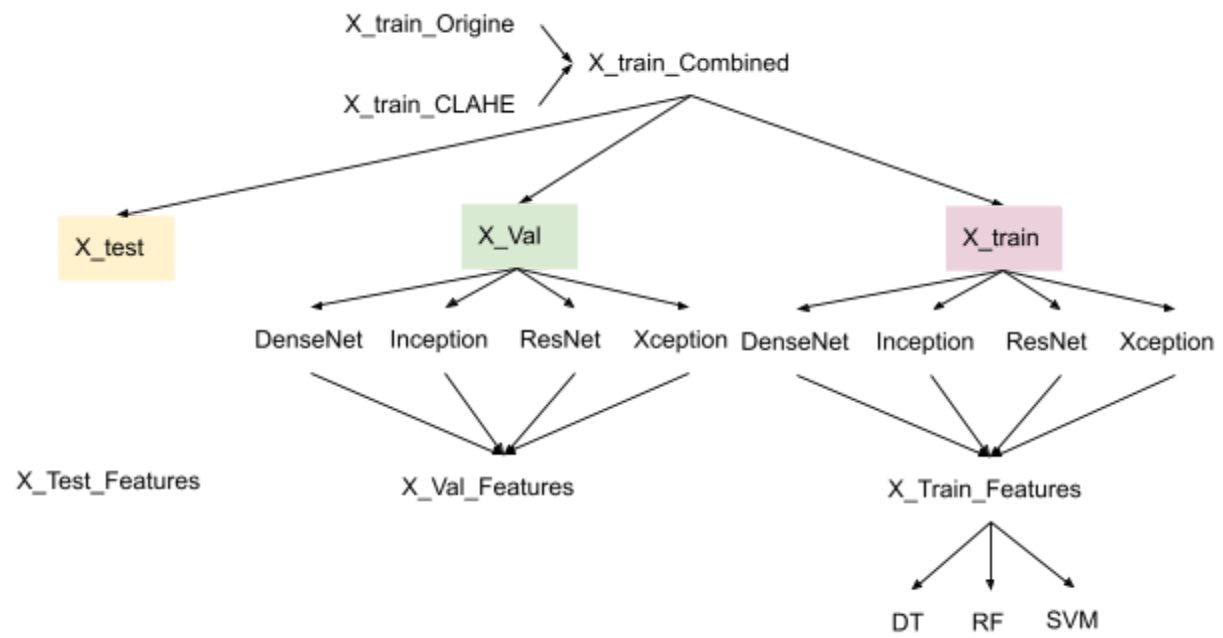 X_train_Origine
X_train_Combined
X_train_CLAHE
X_test
X_Val
X_train
DenseNet Inception ResNet Xception DenseNet Inception ResNet Xception
X_Test_Features
X_Val_Features
X_Train_Features
DT RF SVM